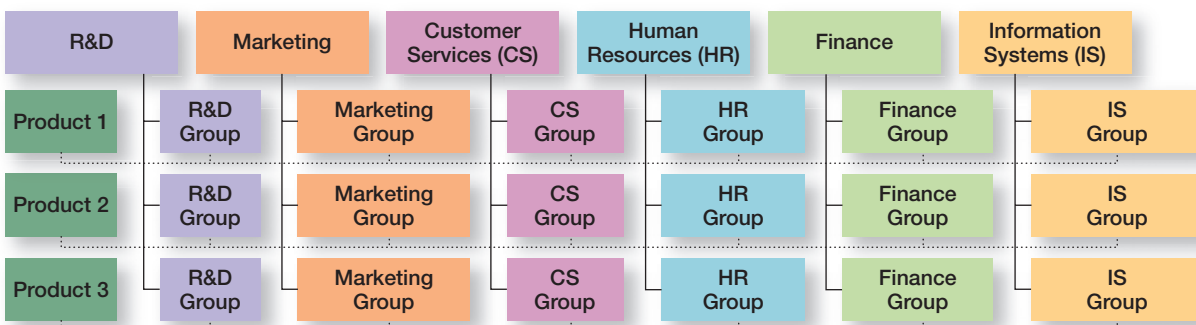 R&D
Marketing
Customer
Services (CS)
Human
Resources (HR)
Finance
Information
Systems (IS)
Product 1
R&D
Group
Marketing
Group
CS
Group
HR
Group
Finance
Group
IS
Group
Product 2
R&D
Group
Marketing
Group
CS
Group
HR
Group
Finance
Group
IS
Group
Product 3
R&D
Group
Marketing
Group
CS
Group
HR
Group
Finance
Group
IS
Group